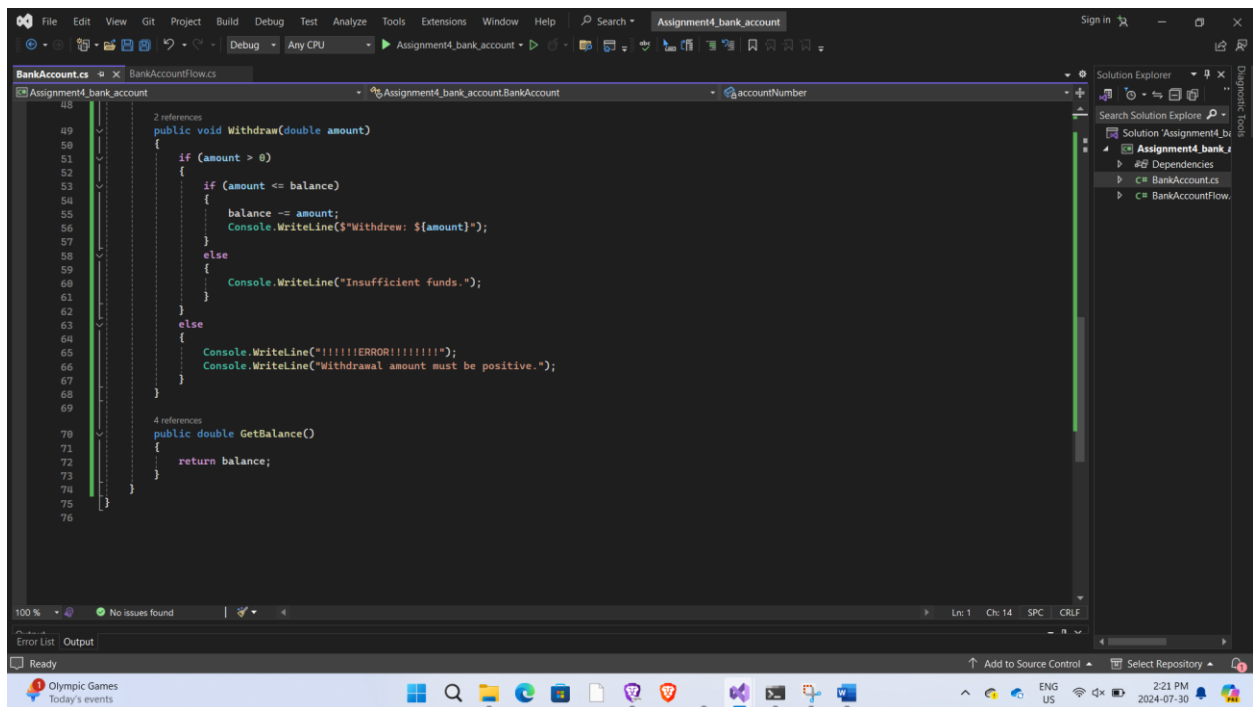 File Edit View Git Project Build Debug Test Analyze Tools Extensions Window Help Search Assignment4_bank_account Sign in
Debug Any CPU Assignment4_bank_account
BankAccount.cs BankAccountFlow.cs
Assignment4_bank_account Assignment4_bank_account.BankAccount accountNumber
48
2 references
49 public void Withdraw(double amount)
50 {
51 if (amount > 0)
52 {
53 if (amount <= balance)
54 {
55 balance -= amount;
56 Console.WriteLine($"Withdrew: ${amount}");
57 }
58 else
59 {
60 Console.WriteLine("Insufficient funds.");
61 }
62 }
63 else
64 {
65 Console.WriteLine("!!!!!!ERROR!!!!!!!!");
66 Console.WriteLine("Withdrawal amount must be positive.");
67 }
68 }
69
4 references
70 public double GetBalance()
71 {
72 return balance;
73 }
74 }
75 }
76
100 % No issues found Ln: 1 Ch: 14 SPC CRLF
Error List Output
Solution Explorer
Search Solution Explore
Solution 'Assignment4_ba
Assignment4_bank_a
Dependencies
C# BankAccount.cs
C# BankAccountFlow.
Diagnostic Tools
Ready Add to Source Control Select Repository
Olympic Games
Today's events
ENG
US
2:21 PM
2024-07-30